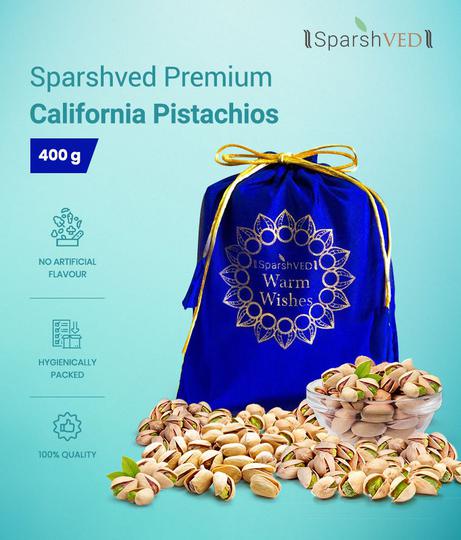 SparshVED
Sparshved Premium
California Pistachios
400 g
NO ARTIFICIAL
FLAVOUR
HYGIENICALLY
PACKED
100% QUALITY
SparshVED
Warm
Wishes